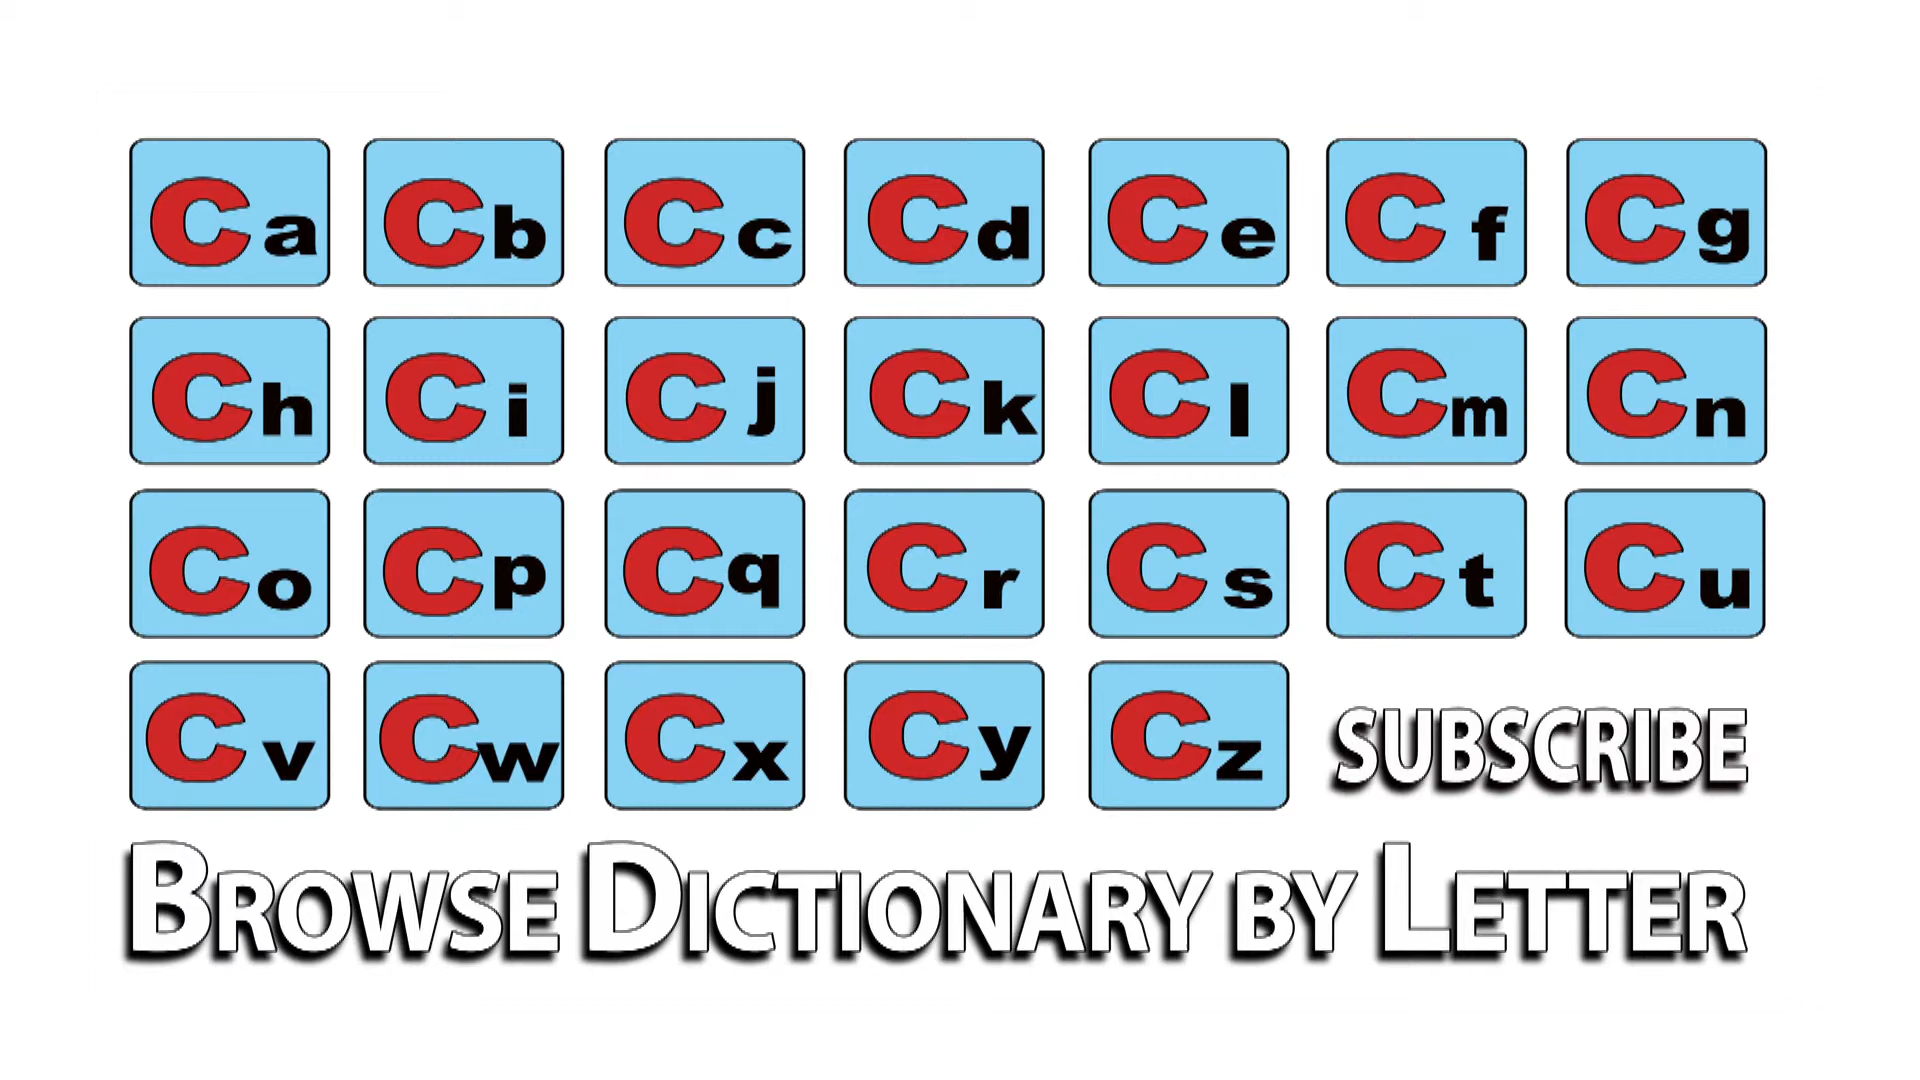 Ca Cb Cc Cd Ce Cf Cg
Ch Ci Cj Ck Cl Cm Cn
Co Cp Cq Cr Cs Ct Cu
Cv Cw Cx Cy Cz SUBSCRIBE
BROWSE DICTIONARY BY LETTER